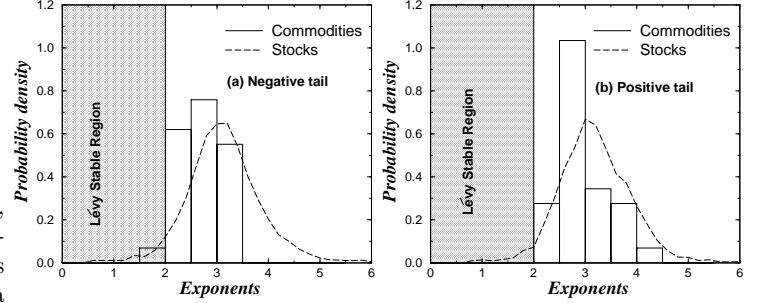 1.2
1.0
0.8
0.6
0.4
0.2
0.0
Probability density
Lévy Stable Region
Commodities
Stocks
(a) Negative tail
0 1 2 3 4 5 6
Exponents
1.2
1.0
0.8
0.6
0.4
0.2
0.0
Probability density
Lévy Stable Region
Commodities
Stocks
(b) Positive tail
0 1 2 3 4 5 6
Exponents
s
a